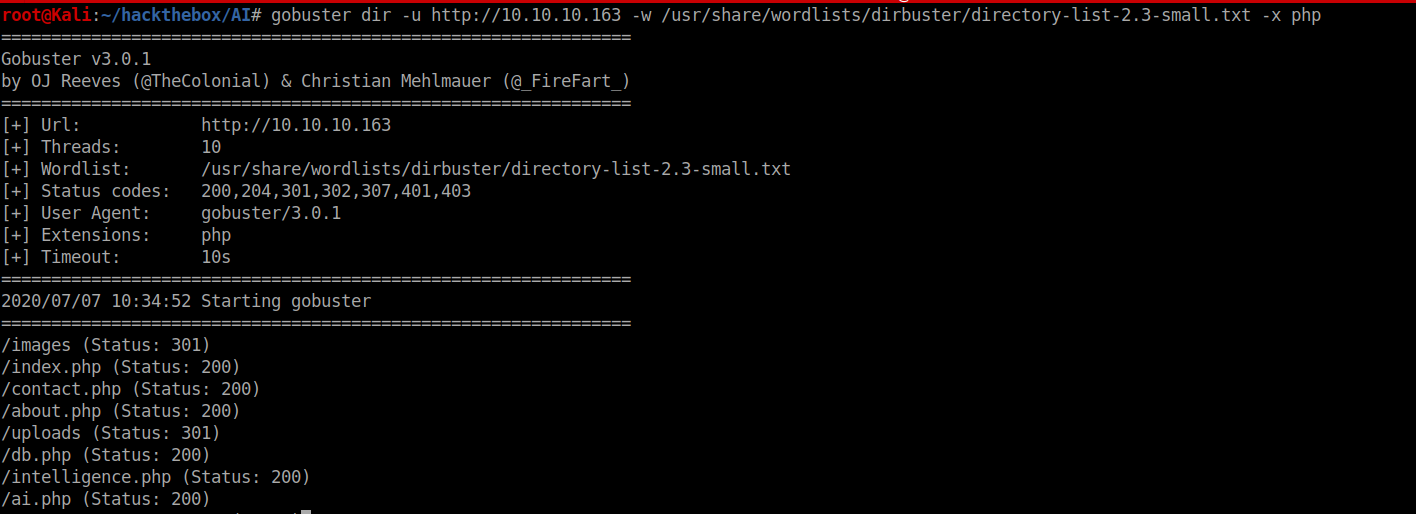 root@Kali:~/hackthebox/AI# gobuster dir -u http://10.10.10.163 -w /usr/share/wordlists/dirbuster/directory-list-2.3-small.txt -x php
===============================================================
Gobuster v3.0.1
by OJ Reeves (@TheColonial) & Christian Mehlmauer (@_FireFart_)
===============================================================
[+] Url:            http://10.10.10.163
[+] Threads:        10
[+] Wordlist:       /usr/share/wordlists/dirbuster/directory-list-2.3-small.txt
[+] Status codes:   200,204,301,302,307,401,403
[+] User Agent:     gobuster/3.0.1
[+] Extensions:     php
[+] Timeout:        10s
===============================================================
2020/07/07 10:34:52 Starting gobuster
===============================================================
/images (Status: 301)
/index.php (Status: 200)
/contact.php (Status: 200)
/about.php (Status: 200)
/uploads (Status: 301)
/db.php (Status: 200)
/intelligence.php (Status: 200)
/ai.php (Status: 200)